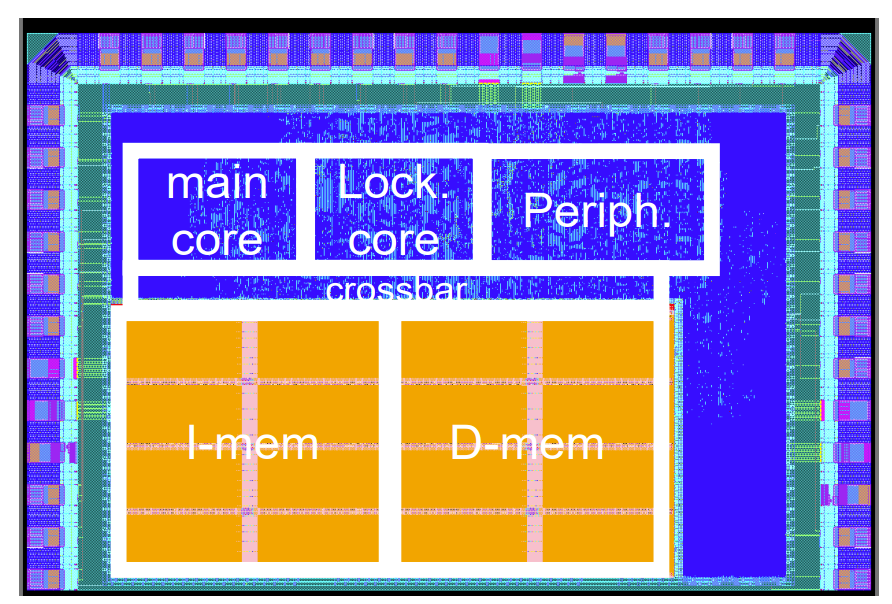 main
core
Lock.
core
Periph.
crossbar
I-mem
D-mem